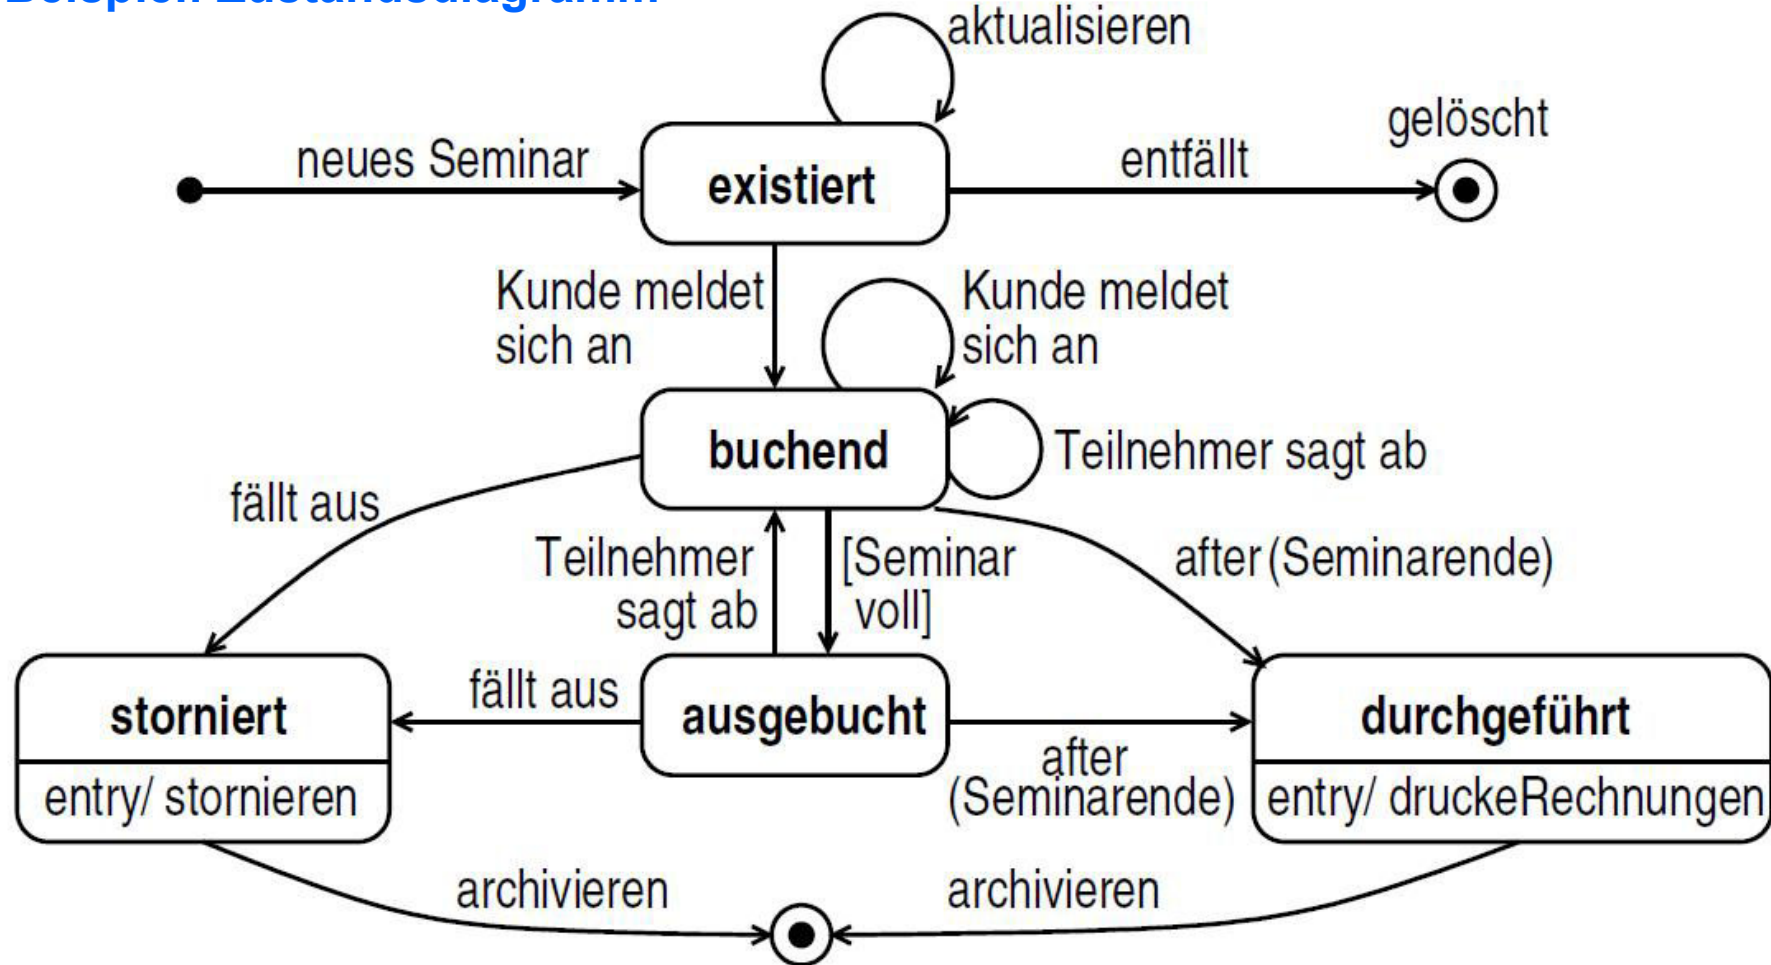 Beispiel: Zustandsdiagramm
aktualisieren
gelöscht
neues Seminar
existiert
entfällt
Kunde meldet
sich an
Kunde meldet
sich an
buchend
Teilnehmer sagt ab
fällt aus
Teilnehmer
sagt ab
[Seminar
voll]
after (Seminarende)
storniert
entry/ stornieren
fällt aus
ausgebucht
after
(Seminarende)
durchgeführt
entry/ druckeRechnungen
archivieren
archivieren